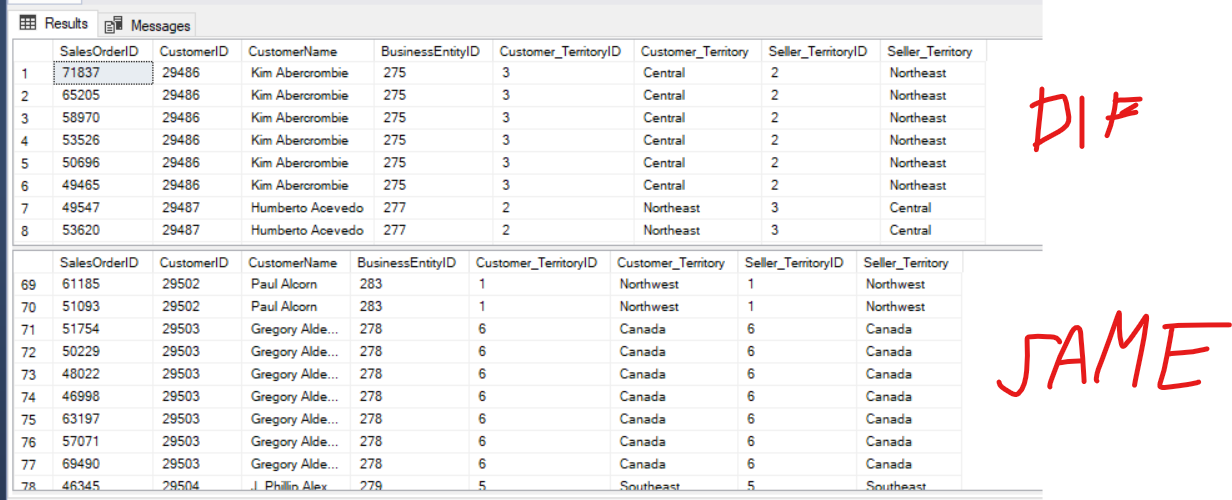 Results Messages
SalesOrderID CustomerID CustomerName BusinessEntityID Customer_TerritoryID Customer_Territory Seller_TerritoryID Seller_Territory
1 71837 29486 Kim Abercrombie 275 3 Central 2 Northeast
2 65205 29486 Kim Abercrombie 275 3 Central 2 Northeast
3 58970 29486 Kim Abercrombie 275 3 Central 2 Northeast
4 53526 29486 Kim Abercrombie 275 3 Central 2 Northeast
5 50696 29486 Kim Abercrombie 275 3 Central 2 Northeast
6 49465 29486 Kim Abercrombie 275 3 Central 2 Northeast
7 49547 29487 Humberto Acevedo 277 2 Northeast 3 Central
8 53620 29487 Humberto Acevedo 277 2 Northeast 3 Central
DIF
SalesOrderID CustomerID CustomerName BusinessEntityID Customer_TerritoryID Customer_Territory Seller_TerritoryID Seller_Territory
69 61185 29502 Paul Alcorn 283 1 Northwest 1 Northwest
70 51093 29502 Paul Alcorn 283 1 Northwest 1 Northwest
71 51754 29503 Gregory Alde... 278 6 Canada 6 Canada
72 50229 29503 Gregory Alde... 278 6 Canada 6 Canada
73 48022 29503 Gregory Alde... 278 6 Canada 6 Canada
74 46998 29503 Gregory Alde... 278 6 Canada 6 Canada
75 63197 29503 Gregory Alde... 278 6 Canada 6 Canada
76 57071 29503 Gregory Alde... 278 6 Canada 6 Canada
77 69490 29503 Gregory Alde... 278 6 Canada 6 Canada
78 46345 29504 J. Phillip Alex 279 5 Southeast 5 Southeast
SAME